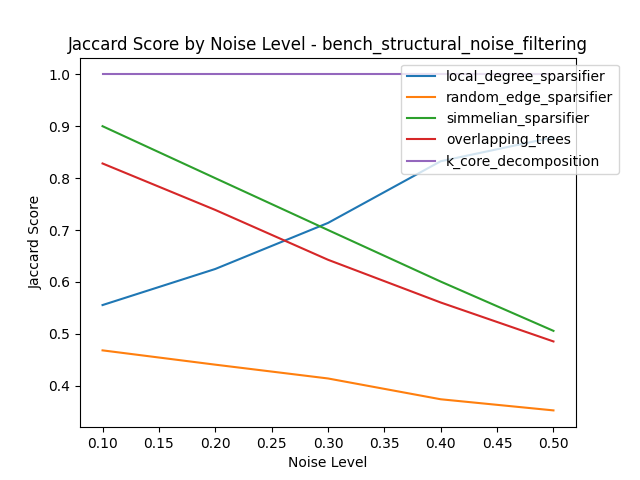 Jaccard Score by Noise Level - bench_structural_noise_filtering
local_degree_sparsifier
random_edge_sparsifier
simmelian_sparsifier
overlapping_trees
k_core_decomposition
Jaccard Score
1.0
0.9
0.8
0.7
0.6
0.5
0.4
0.10 0.15 0.20 0.25 0.30 0.35 0.40 0.45 0.50
Noise Level